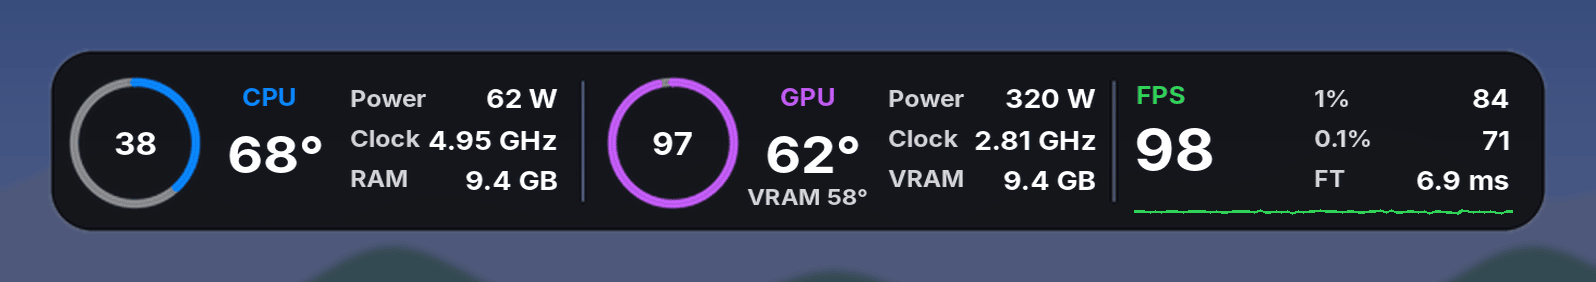 38
CPU
68°
Power 62 W
Clock 4.95 GHz
RAM 9.4 GB
97
GPU
62°
VRAM 58°
Power 320 W
Clock 2.81 GHz
VRAM 9.4 GB
FPS
98
1% 84
0.1% 71
FT 6.9 ms